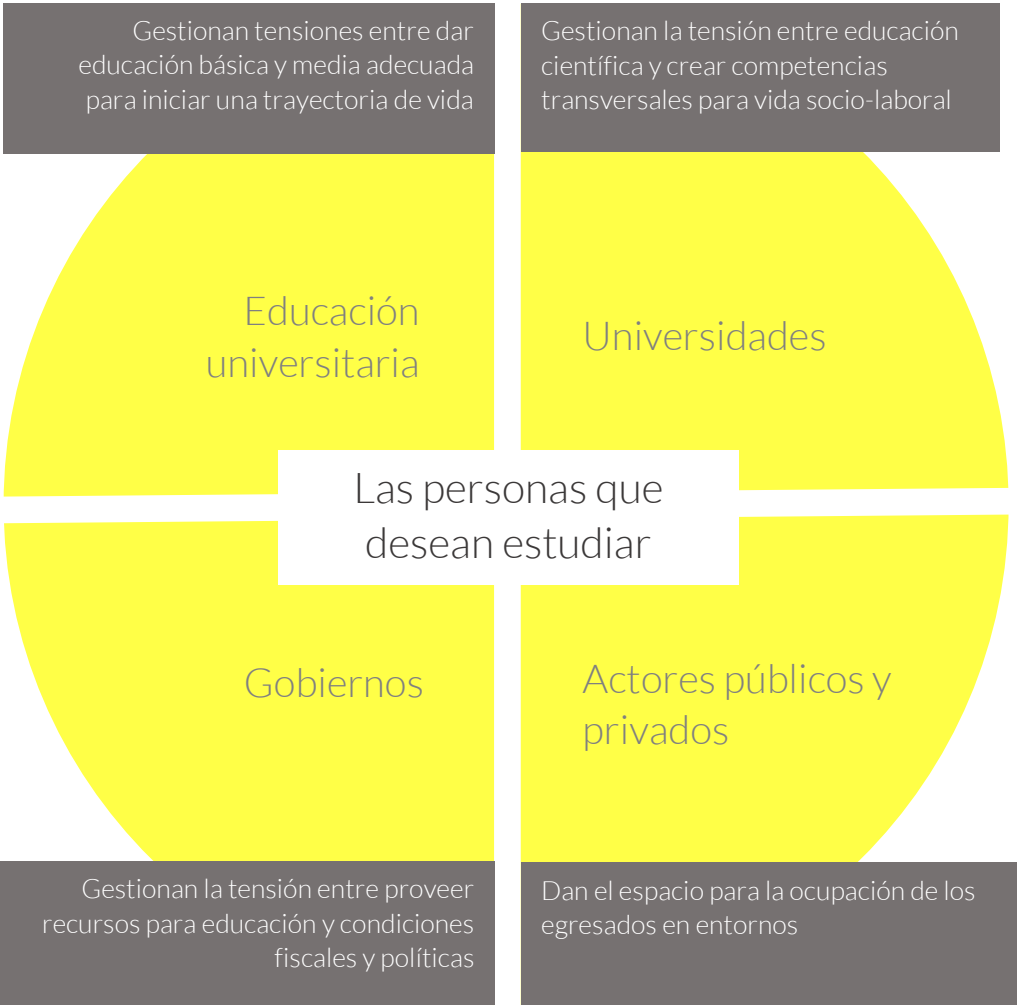 Gestionan tensiones entre dar
educación básica y media adecuada
para iniciar una trayectoria de vida
Gestionan la tensión entre educación
científica y crear competencias
transversales para vida socio-laboral
Educación
universitaria
Universidades
Las personas que
desean estudiar
Gobiernos
Actores públicos y
privados
Gestionan la tensión entre proveer
recursos para educación y condiciones
fiscales y políticas
Dan el espacio para la ocupación de los
egresados en entornos